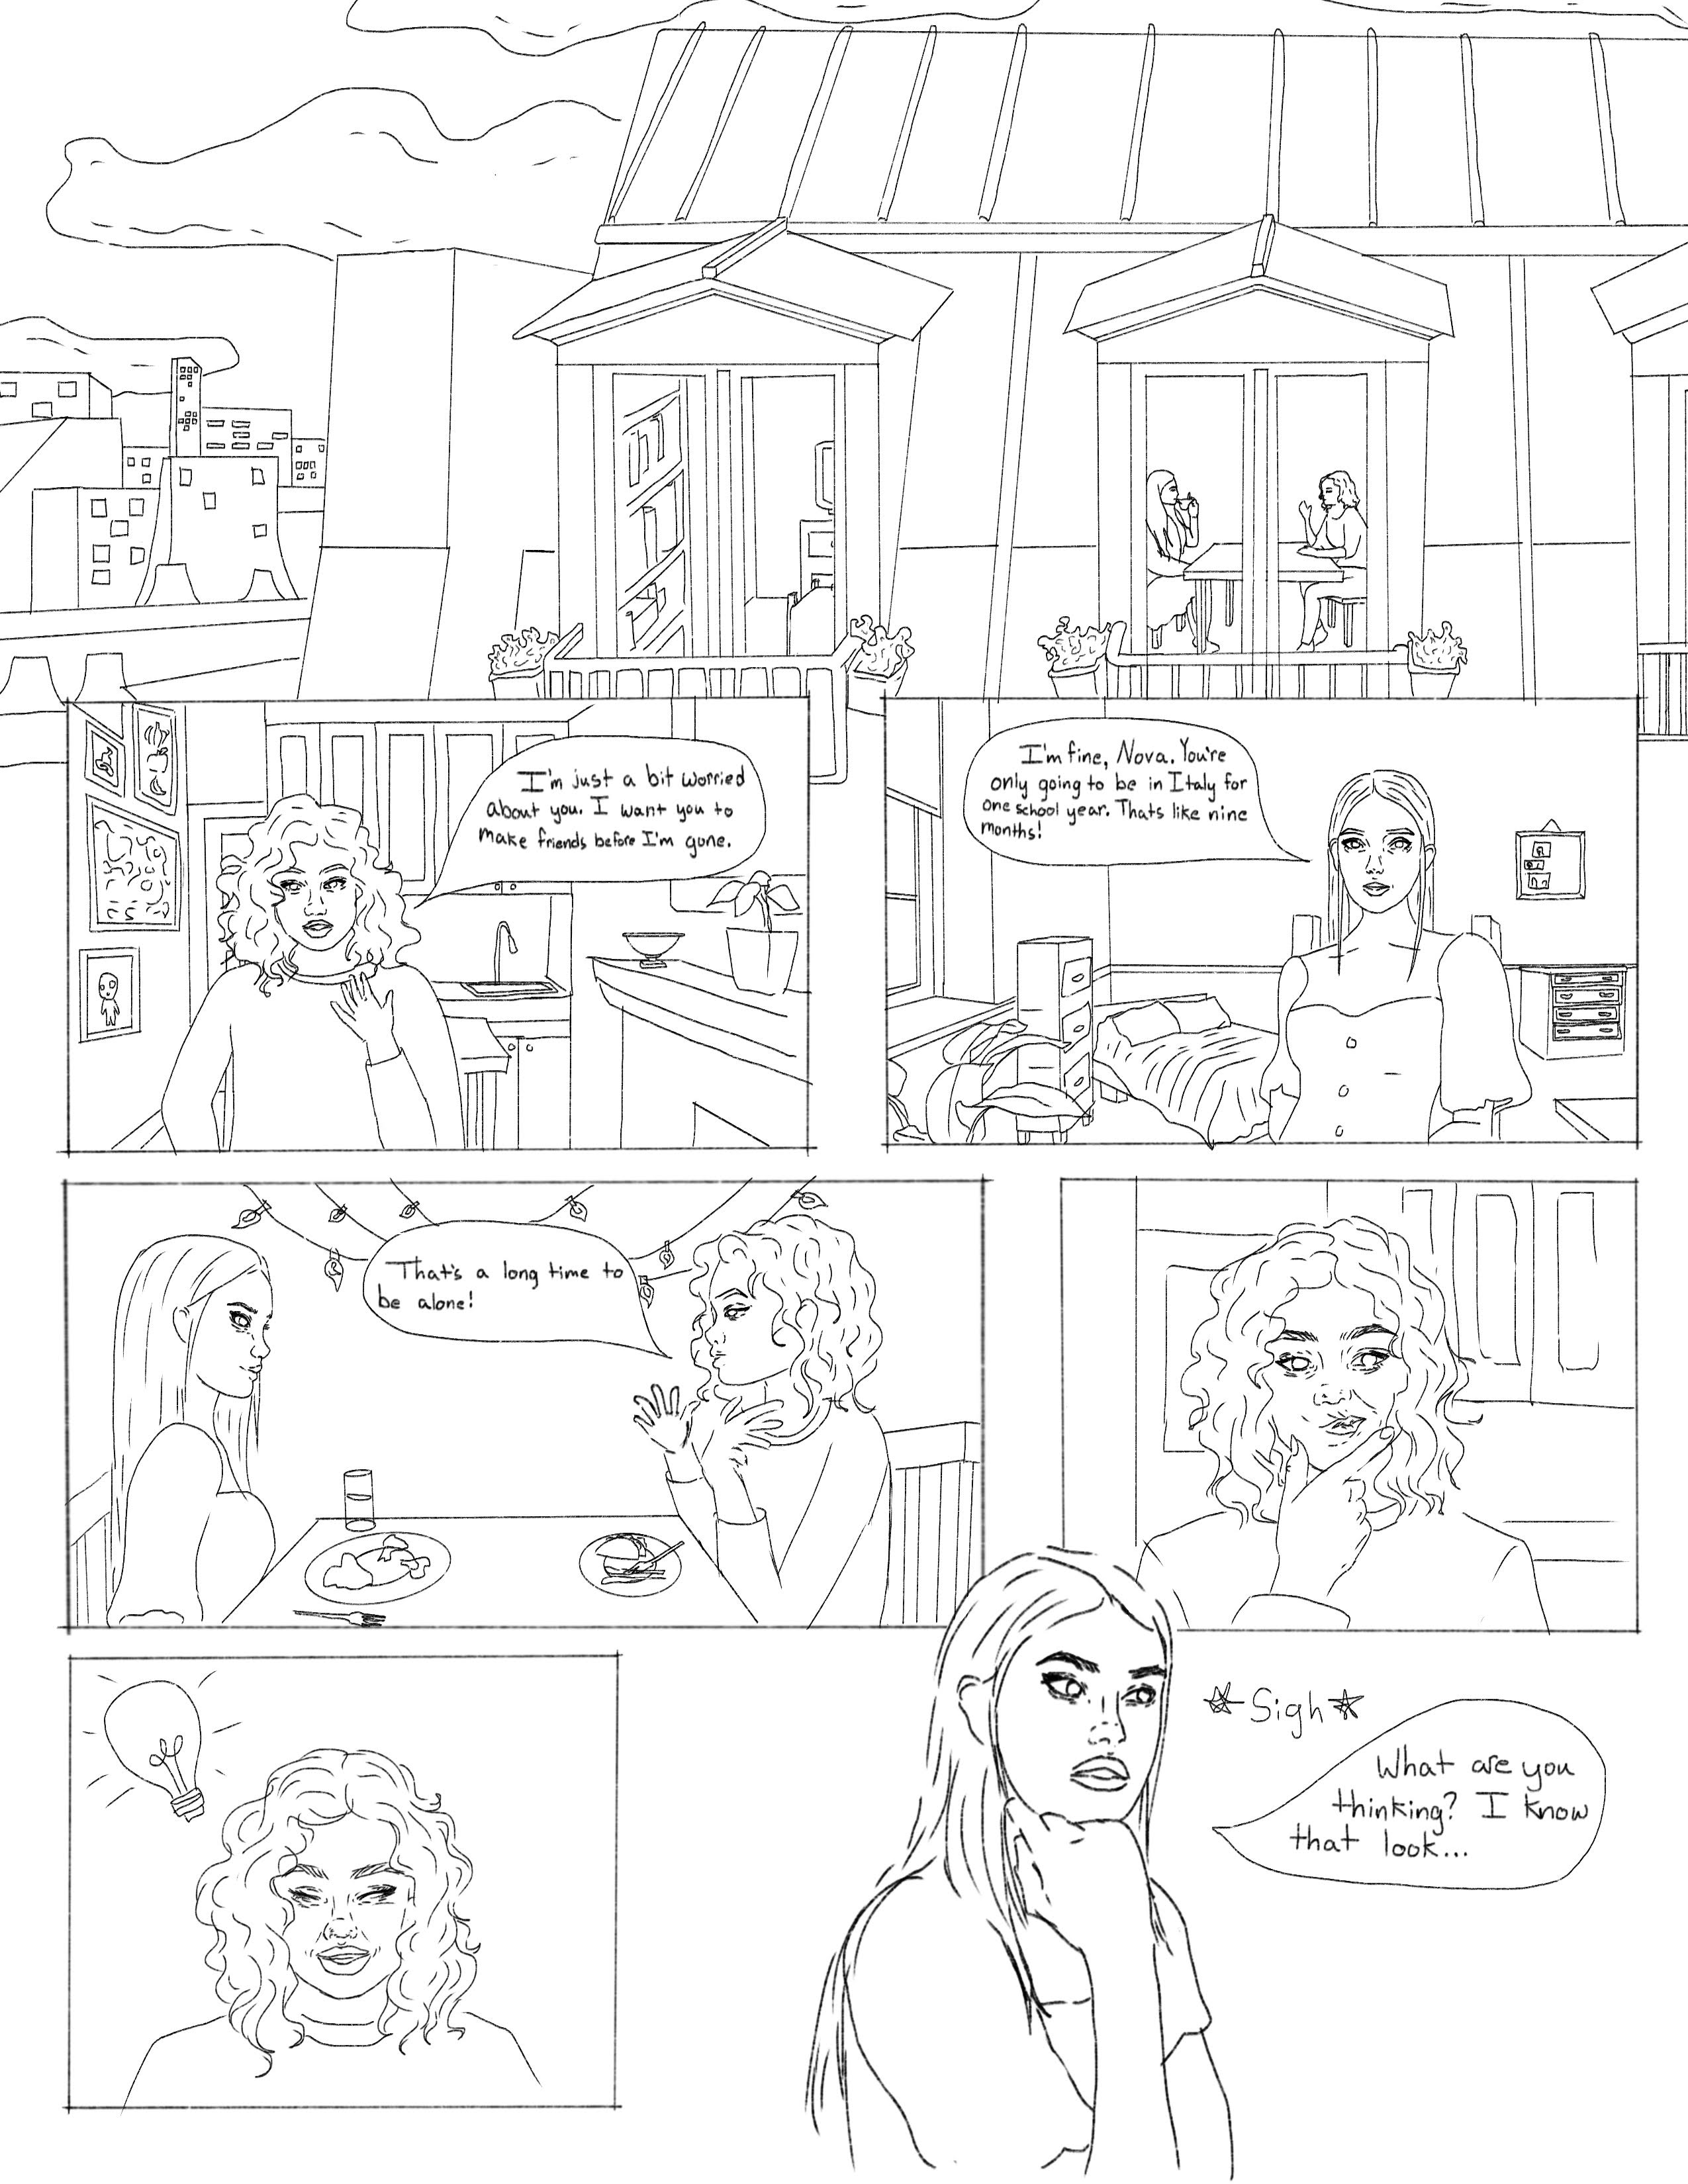 I'm just a bit worried
about you. I want you to
make friends before I'm gone.
I'm fine, Nova. You're
only going to be in Italy for
one school year. Thats like nine
months!
That's a long time to
be alone!
*Sigh*
What are you
thinking? I know
that look...